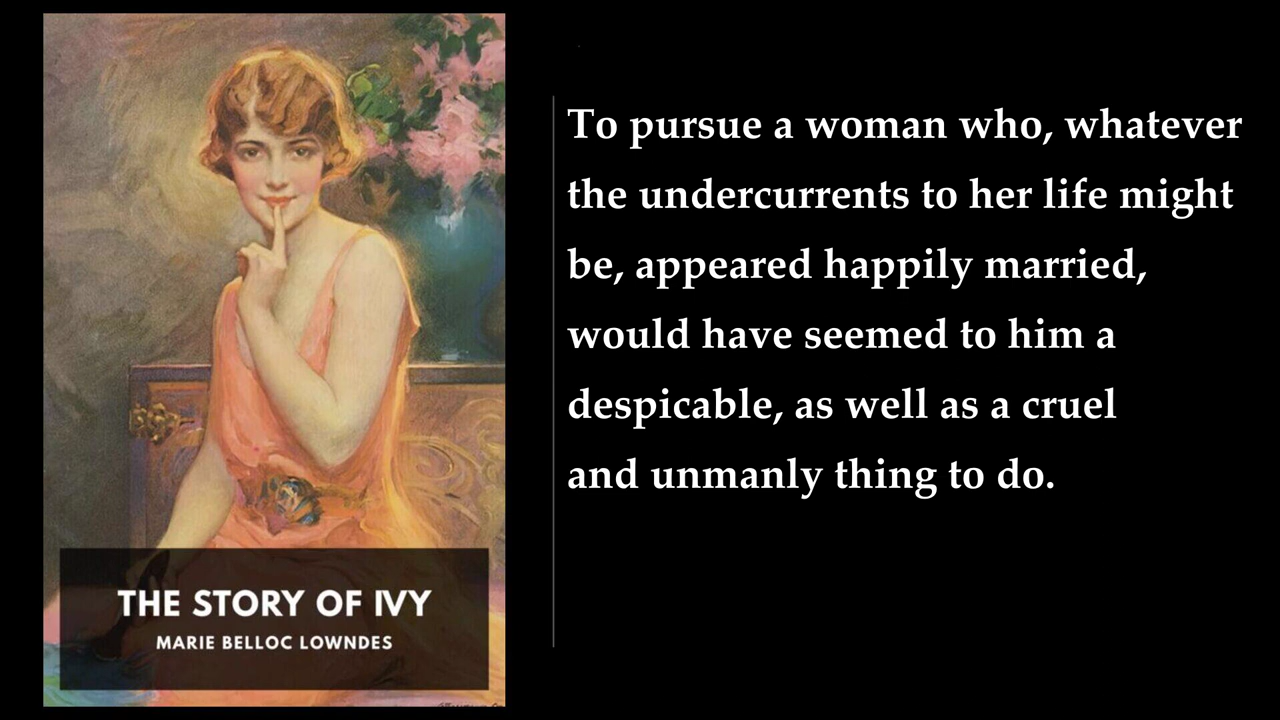 To pursue a woman who, whatever
the undercurrents to her life might
be, appeared happily married,
would have seemed to him a
despicable, as well as a cruel
and unmanly thing to do.
THE STORY OF IVY
MARIE BELLOC LOWNDES